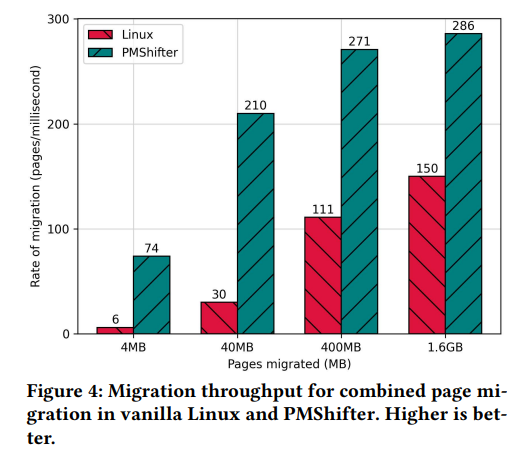 300
200
100
0
Rate of migration (pages/millisecond)
Linux
PMShifter
6
74
30
210
111
271
150
286
4MB
40MB
400MB
1.6GB
Pages migrated (MB)
Figure 4: Migration throughput for combined page mi-
gration in vanilla Linux and PMShifter. Higher is bet-
ter.